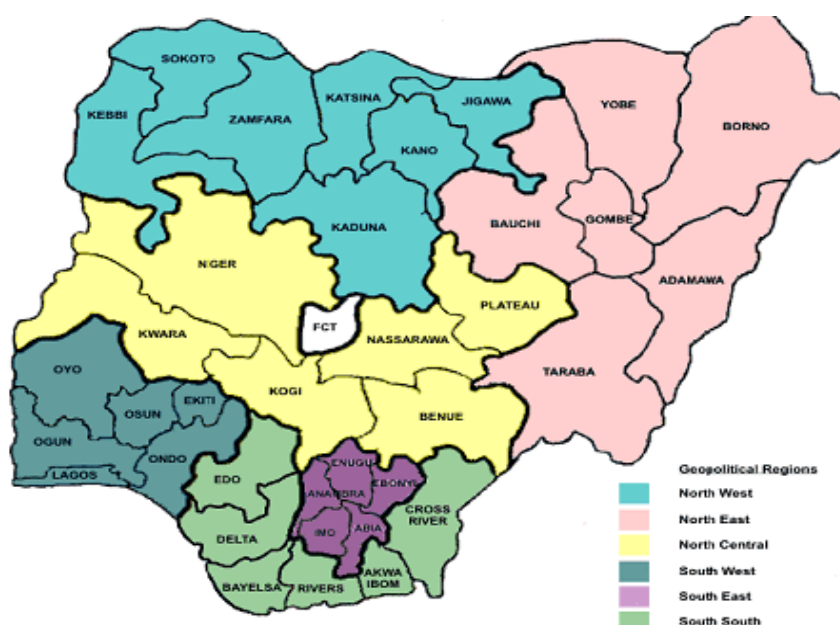 SOKOTO
KEBBI
ZAMFARA
KATSINA
JIGAWA
KANO
YOBE
BORNO
KADUNA
BAUCHI
GOMBE
ADAMAWA
NIGER
PLATEAU
FCT
NASSARAWA
KWARA
TARABA
OYO
KOGI
BENUE
OSUN
EKITI
OGUN
ONDO
LAGOS
EDO
ENUGU
EBONYI
ANAMBRA
IMO
ABIA
CROSS
RIVER
DELTA
BAYELSA
RIVERS
AKWA
IBOM
Geopolitical Regions
North West
North East
North Central
South West
South East
South South